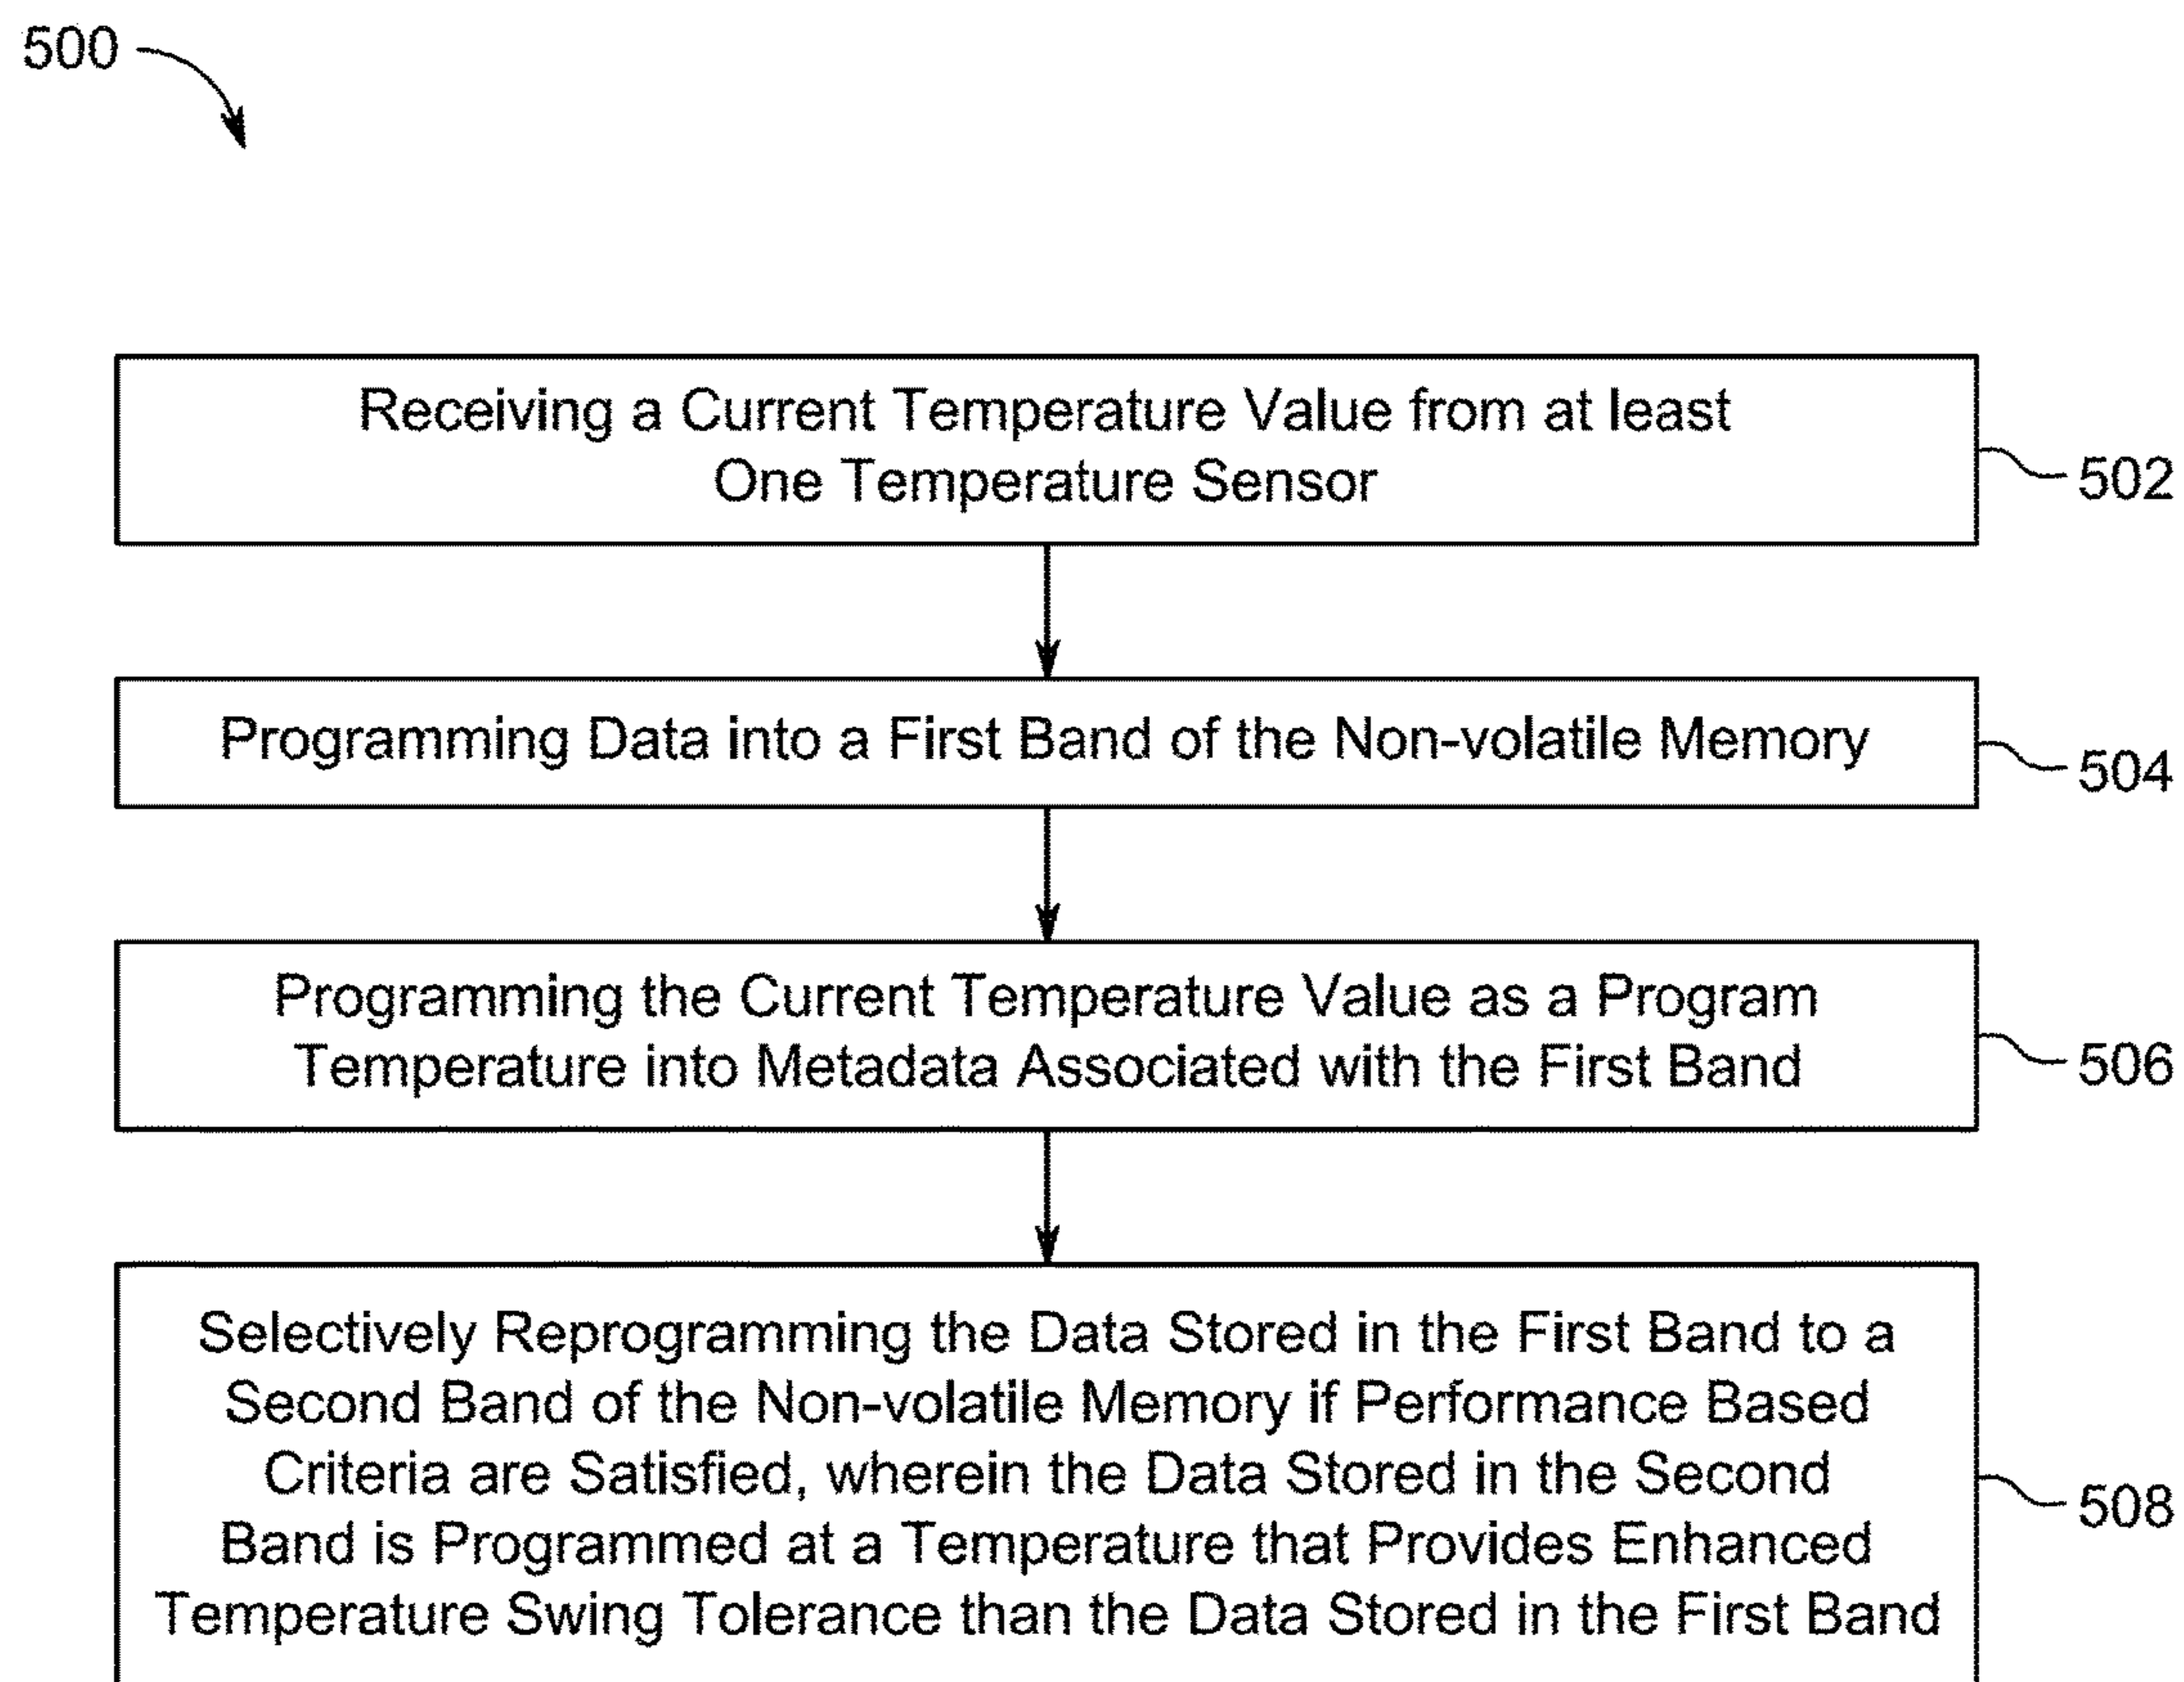 500
Receiving a Current Temperature Value from at least
One Temperature Sensor
502
Programming Data into a First Band of the Non-volatile Memory
504
Programming the Current Temperature Value as a Program
Temperature into Metadata Associated with the First Band
506
Selectively Reprogramming the Data Stored in the First Band to a
Second Band of the Non-volatile Memory if Performance Based
Criteria are Satisfied, wherein the Data Stored in the Second
Band is Programmed at a Temperature that Provides Enhanced
Temperature Swing Tolerance than the Data Stored in the First Band
508